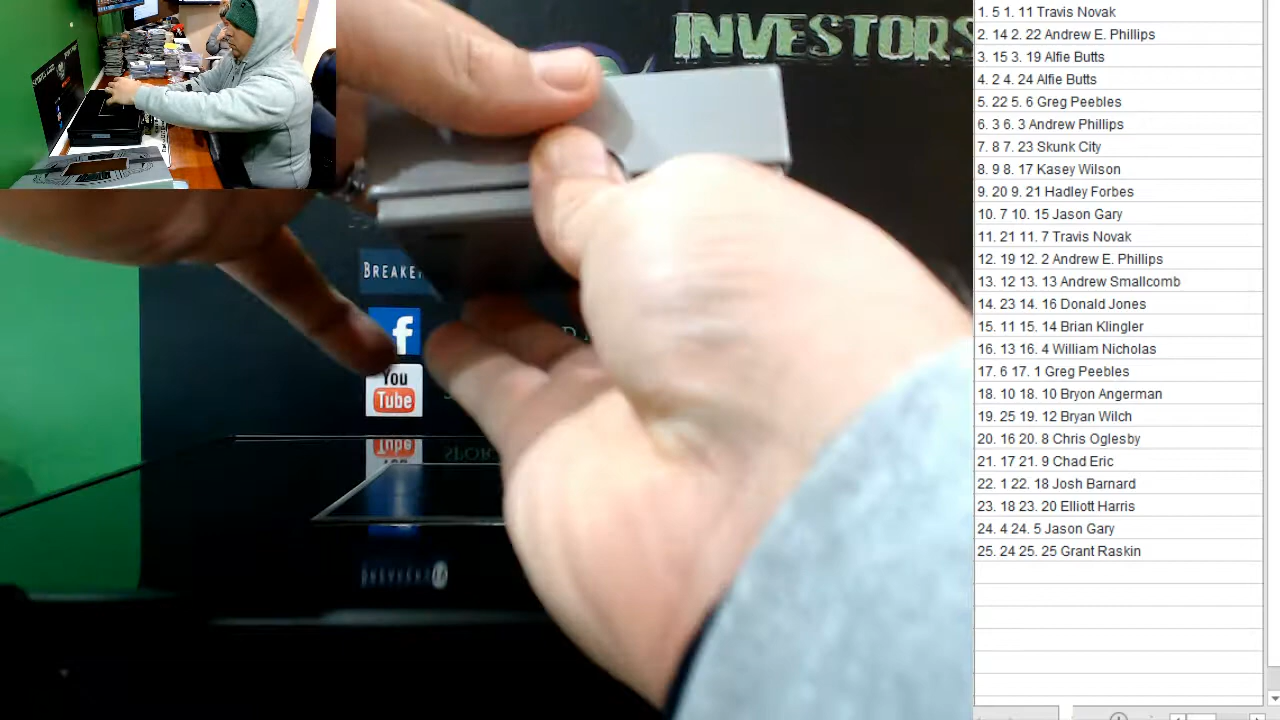 INVESTORS
BREAKE
f
You
Tube
1. 5 1. 11 Travis Novak
2. 14 2. 22 Andrew E. Phillips
3. 15 3. 19 Alfie Butts
4. 2 4. 24 Alfie Butts
5. 22 5. 6 Greg Peebles
6. 3 6. 3 Andrew Phillips
7. 8 7. 23 Skunk City
8. 9 8. 17 Kasey Wilson
9. 20 9. 21 Hadley Forbes
10. 7 10. 15 Jason Gary
11. 21 11. 7 Travis Novak
12. 19 12. 2 Andrew E. Phillips
13. 12 13. 13 Andrew Smallcomb
14. 23 14. 16 Donald Jones
15. 11 15. 14 Brian Klingler
16. 13 16. 4 William Nicholas
17. 6 17. 1 Greg Peebles
18. 10 18. 10 Bryon Angerman
19. 25 19. 12 Bryan Wilch
20. 16 20. 8 Chris Oglesby
21. 17 21. 9 Chad Eric
22. 1 22. 18 Josh Barnard
23. 18 23. 20 Elliott Harris
24. 4 24. 5 Jason Gary
25. 24 25. 25 Grant Raskin